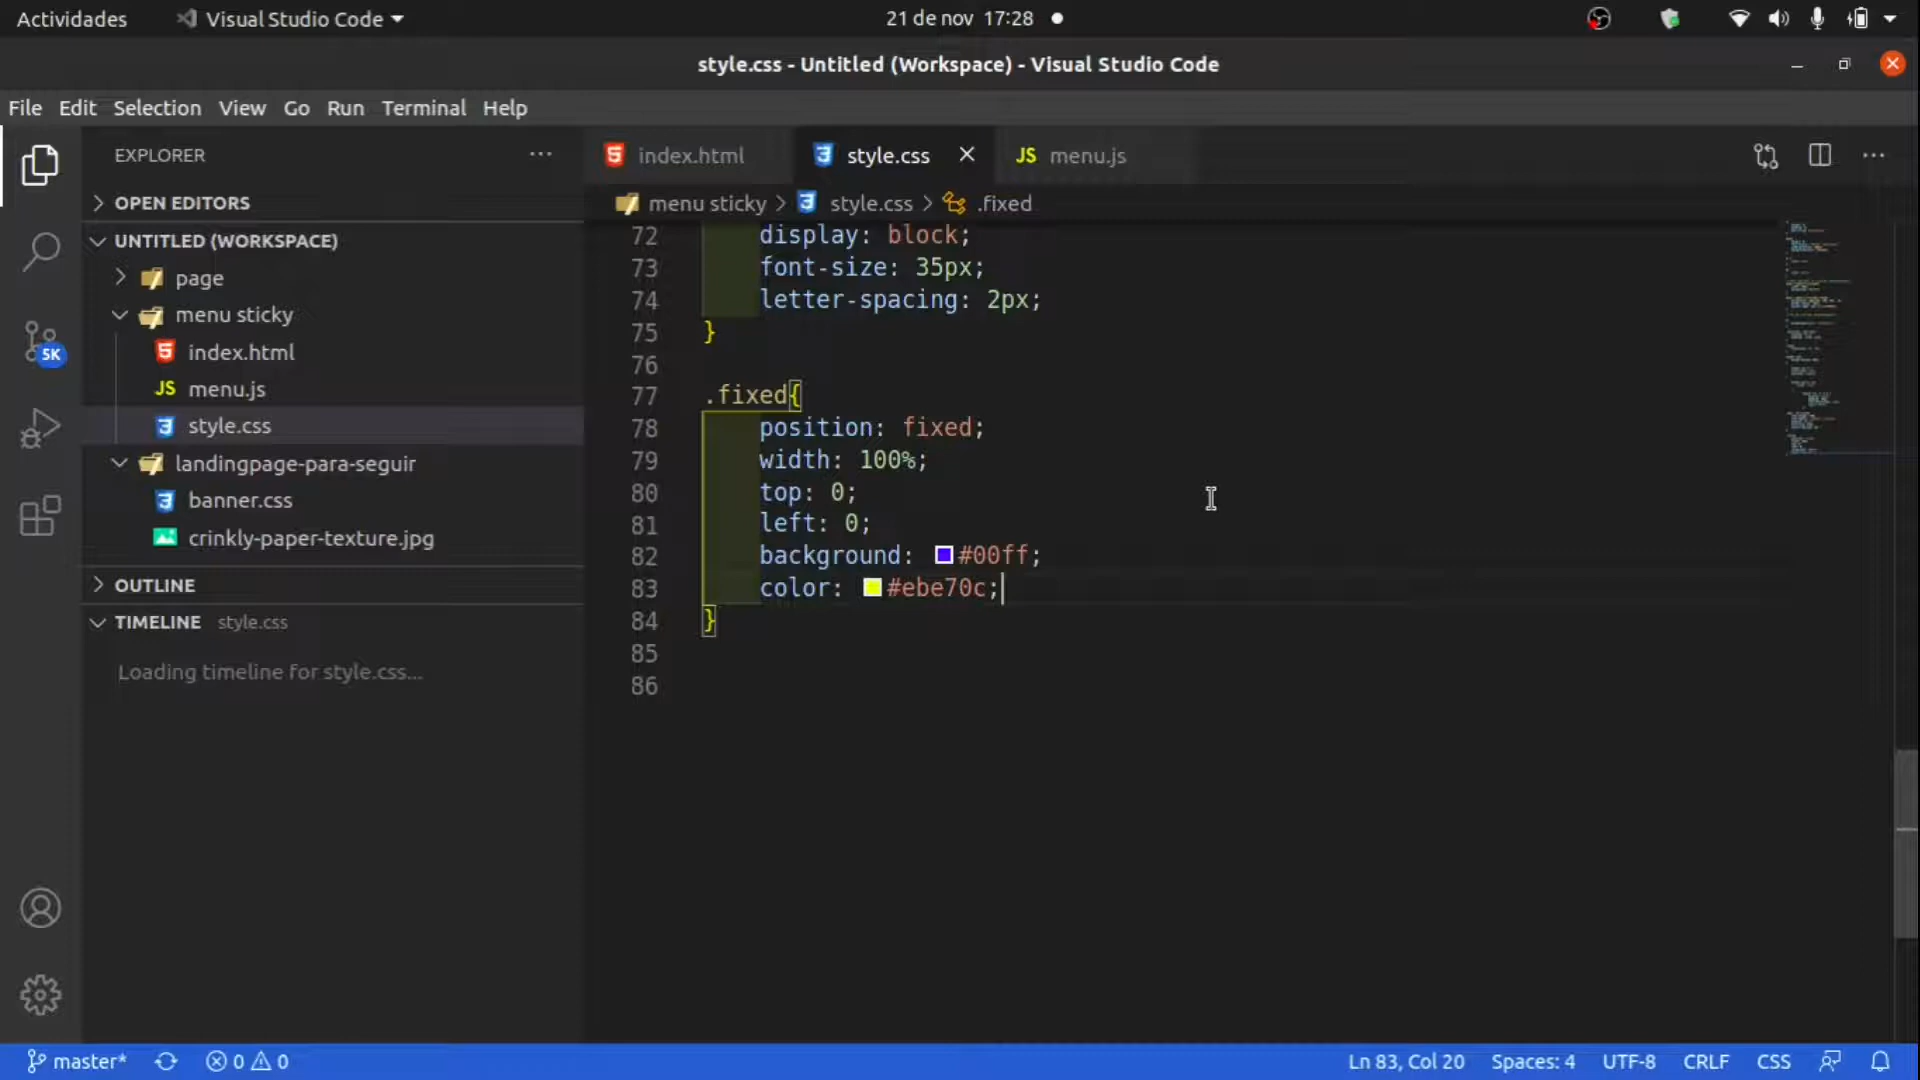 Actividades
Visual Studio Code
21 de nov 17:28
style.css - Untitled (Workspace) - Visual Studio Code
File Edit Selection View Go Run Terminal Help
EXPLORER
OPEN EDITORS
UNTITLED (WORKSPACE)
page
menu sticky
index.html
JS menu.js
style.css
landingpage-para-seguir
banner.css
crinkly-paper-texture.jpg
OUTLINE
TIMELINE style.css
Loading timeline for style.css...
5K
index.html
style.css
JS menu.js
menu sticky > style.css > .fixed
72 display: block;
73 font-size: 35px;
74 letter-spacing: 2px;
75 }
76
77 .fixed{
78 position: fixed;
79 width: 100%;
80 top: 0;
81 left: 0;
82 background: #00ff;
83 color: #ebe70c;
84 }
85
86
master* 0 0
Ln 83, Col 20 Spaces: 4 UTF-8 CRLF CSS